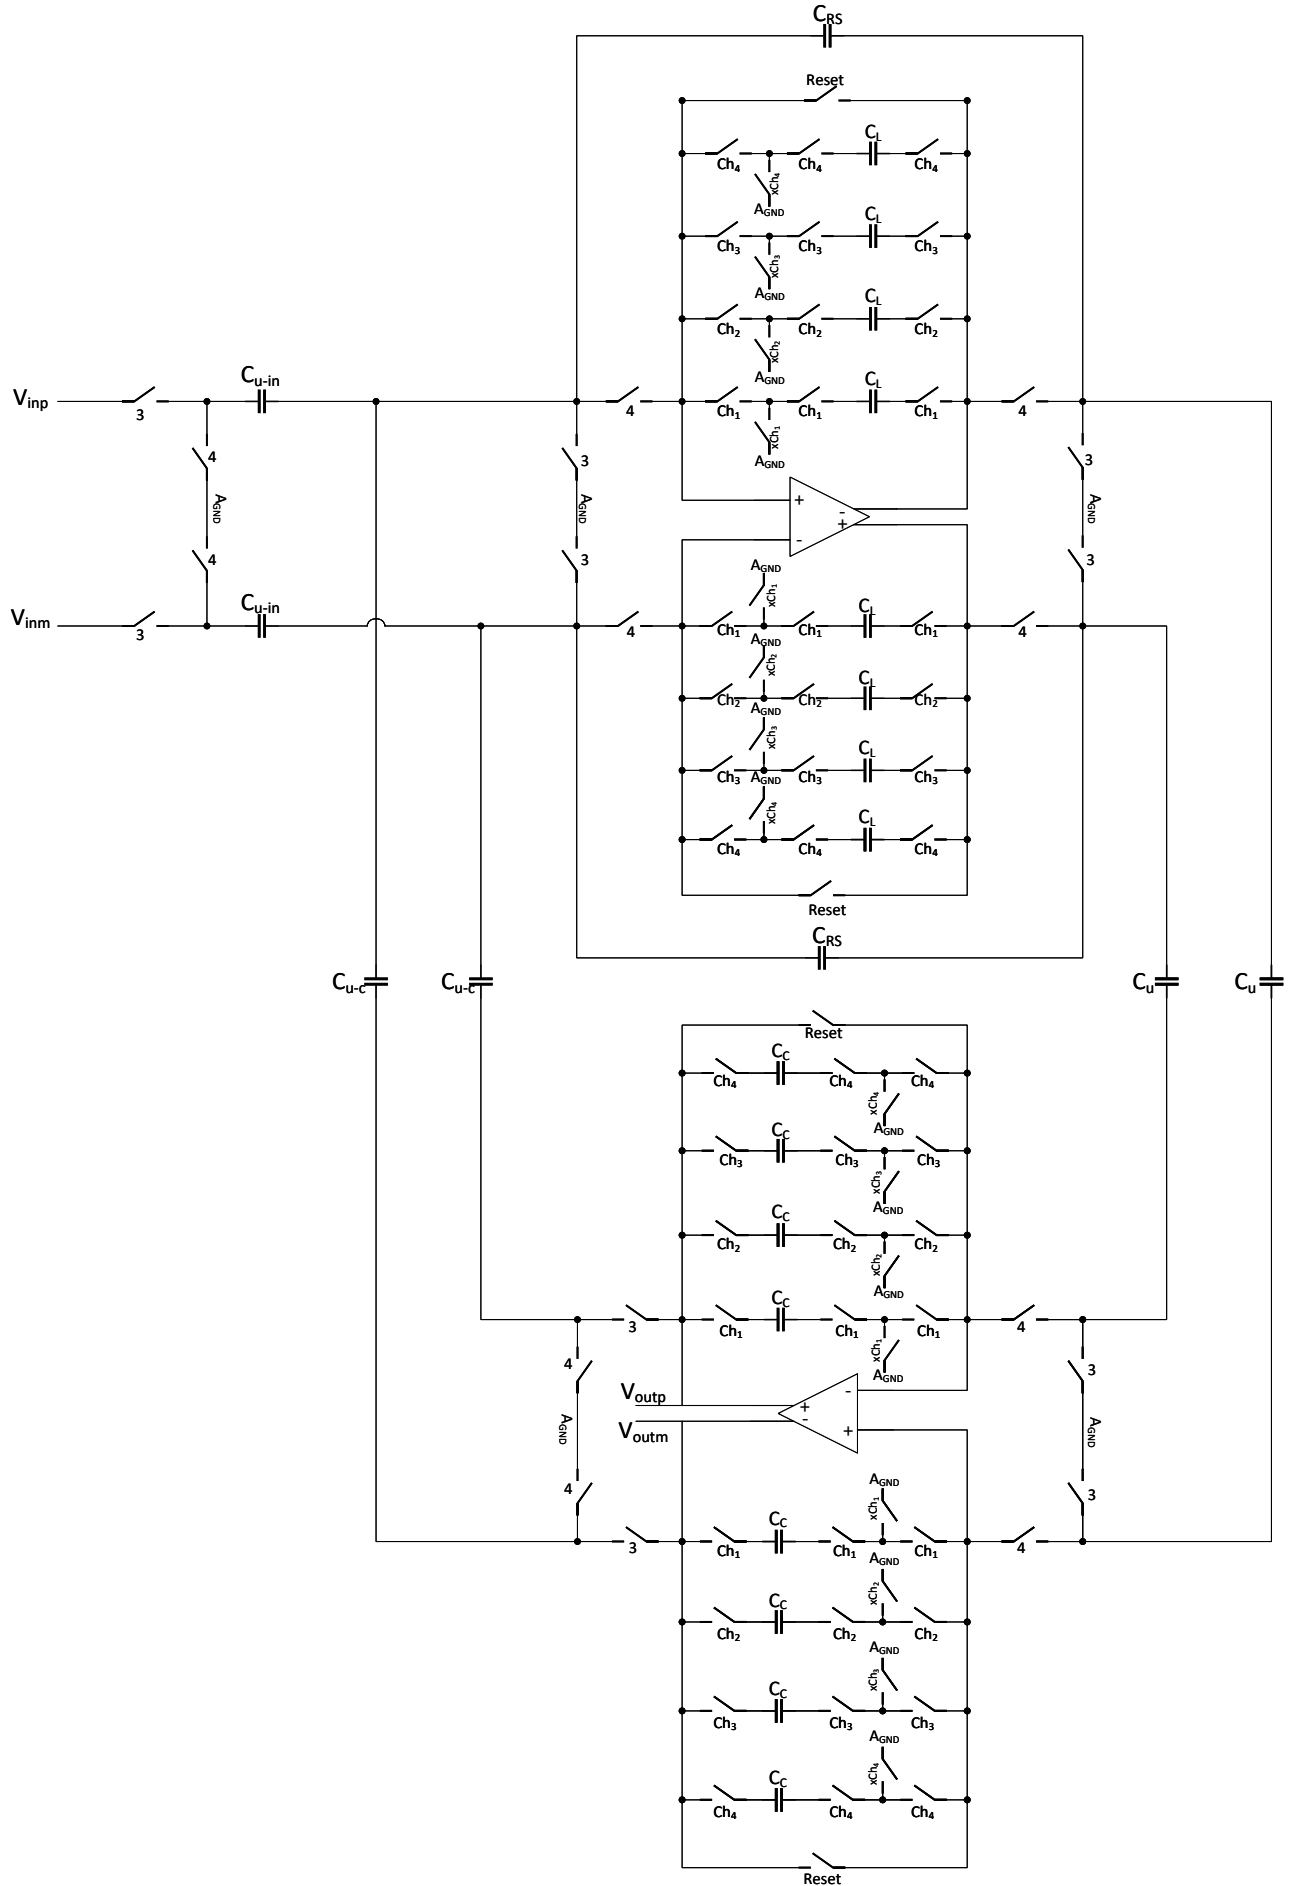 C_RS
Reset
C_L
Ch₄ Ch₄ Ch₄
xCh₄
A_GND
C_L
Ch₃ Ch₃ Ch₃
xCh₃
A_GND
C_L
Ch₂ Ch₂ Ch₂
xCh₂
A_GND
C_L
C_u-in
V_inp
3 4 Ch₁ Ch₁ Ch₁ 4
xCh₁
A_GND
4 3 3
+
-
+
-
A_GND A_GND A_GND
4 3 3
A_GND
xCh₁
C_u-in C_L
V_inm
3 4 Ch₁ Ch₁ Ch₁ 4
A_GND
xCh₂
C_L
Ch₂ Ch₂ Ch₂
A_GND
xCh₃
C_L
Ch₃ Ch₃ Ch₃
A_GND
xCh₄
C_L
Ch₄ Ch₄ Ch₄
Reset
C_RS
C_u-c C_u-c C_u C_u
Reset
C_C
Ch₄ Ch₄ Ch₄
xCh₄
A_GND
C_C
Ch₃ Ch₃ Ch₃
xCh₃
A_GND
C_C
Ch₂ Ch₂ Ch₂
xCh₂
A_GND
C_C
3 Ch₁ Ch₁ Ch₁ 4
xCh₁
A_GND
4 3
V_outp
+
-
-
+
V_outm
A_GND A_GND
4 3
A_GND
xCh₁
C_C
3 Ch₁ Ch₁ Ch₁ 4
A_GND
xCh₂
C_C
Ch₂ Ch₂ Ch₂
A_GND
xCh₃
C_C
Ch₃ Ch₃ Ch₃
A_GND
xCh₄
C_C
Ch₄ Ch₄ Ch₄
Reset